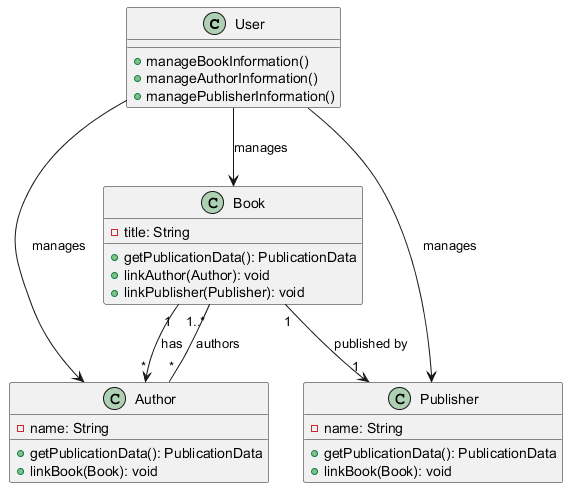 C User
manageBookInformation()
manageAuthorInformation()
managePublisherInformation()
manages
C Book
title: String
getPublicationData(): PublicationData
linkAuthor(Author): void
linkPublisher(Publisher): void
manages
manages
1
1..*
1
has
authors
published by
*
*
1
C Author
name: String
getPublicationData(): PublicationData
linkBook(Book): void
C Publisher
name: String
getPublicationData(): PublicationData
linkBook(Book): void